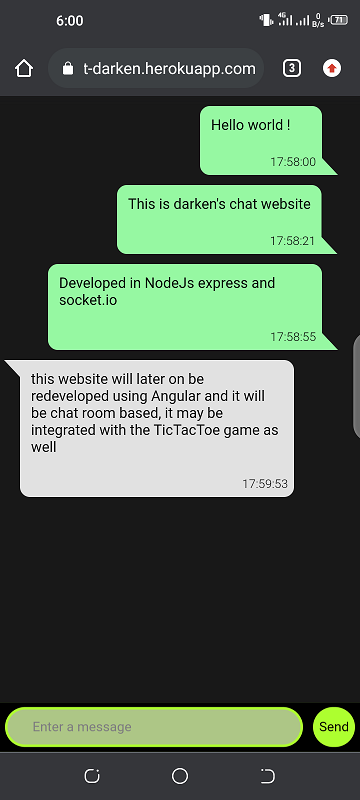 6:00
4G
0
B/s
71
t-darken.herokuapp.com
3
Hello world !
17:58:00
This is darken's chat website
17:58:21
Developed in NodeJs express and
socket.io
17:58:55
this website will later on be
redeveloped using Angular and it will
be chat room based, it may be
integrated with the TicTacToe game as
well
17:59:53
Enter a message
Send